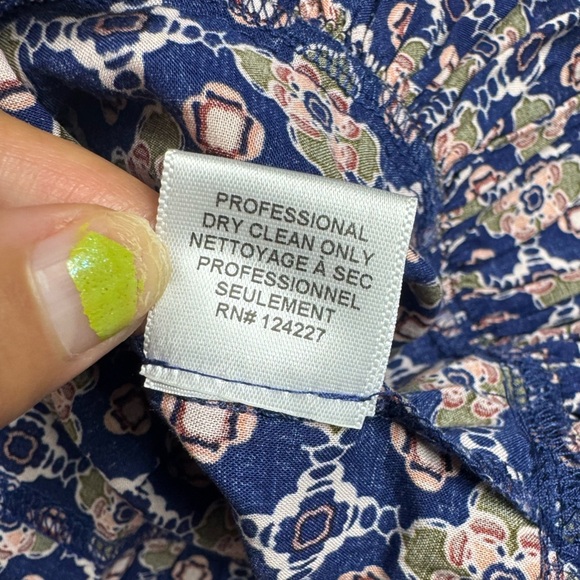 PROFESSIONAL
DRY CLEAN ONLY
NETTOYAGE À SEC
PROFESSIONNEL
SEULEMENT
RN# 124227